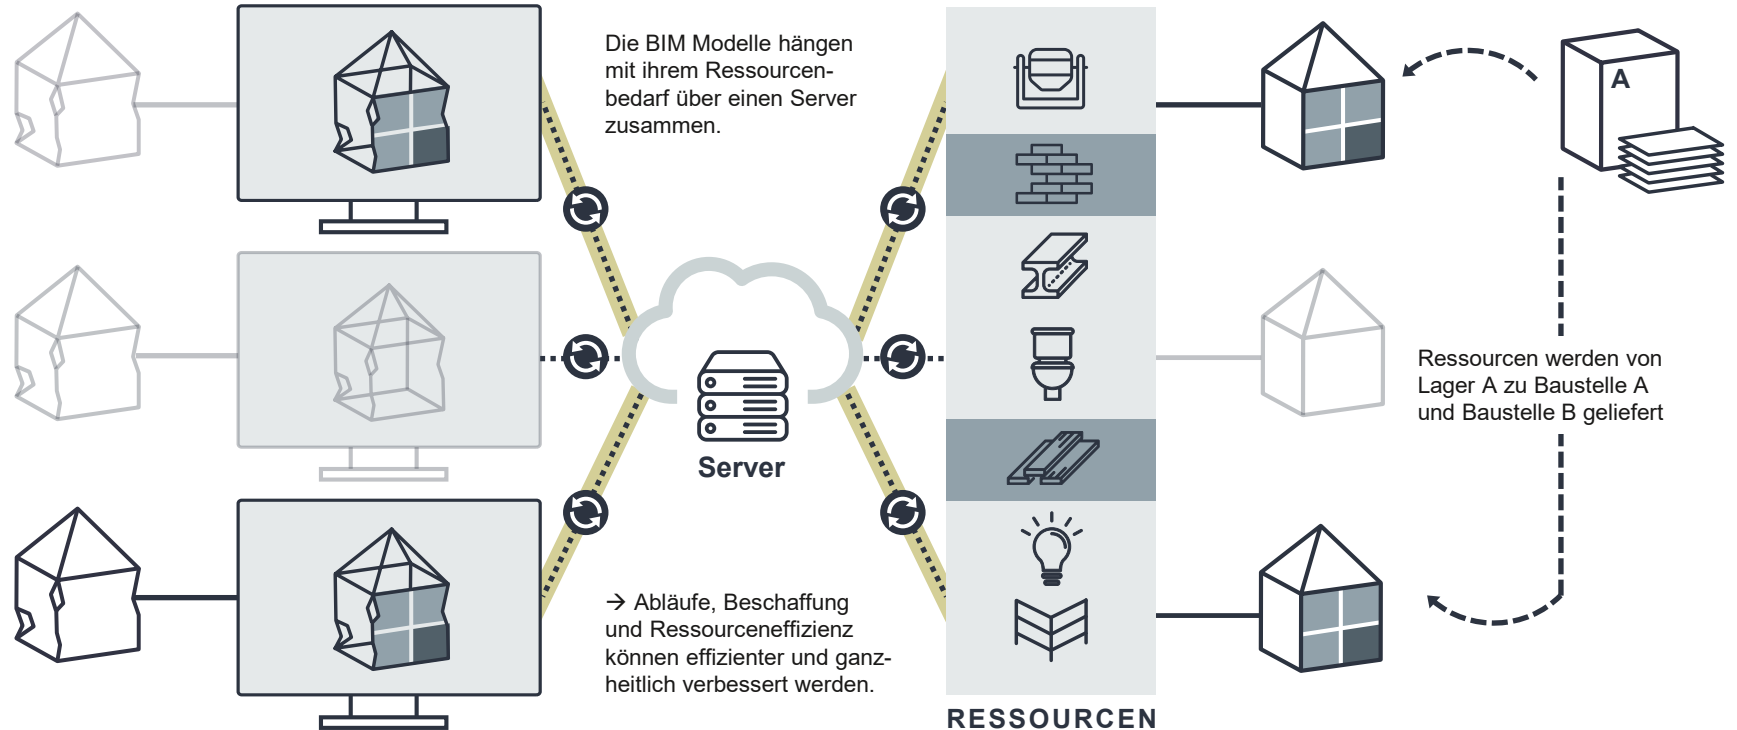 Die BIM Modelle hängen
mit ihrem Ressourcen-
bedarf über einen Server
zusammen.
A
Ressourcen werden von
Lager A zu Baustelle A
und Baustelle B geliefert
Server
→ Abläufe, Beschaffung
und Ressourceneffizienz
können effizienter und ganz-
heitlich verbessert werden.
RESSOURCEN